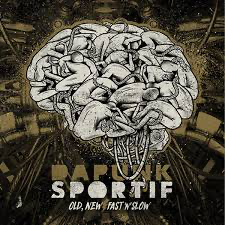 DAPUNK
SPORTIF
OLD, NEW, FAST 'N' SLOW